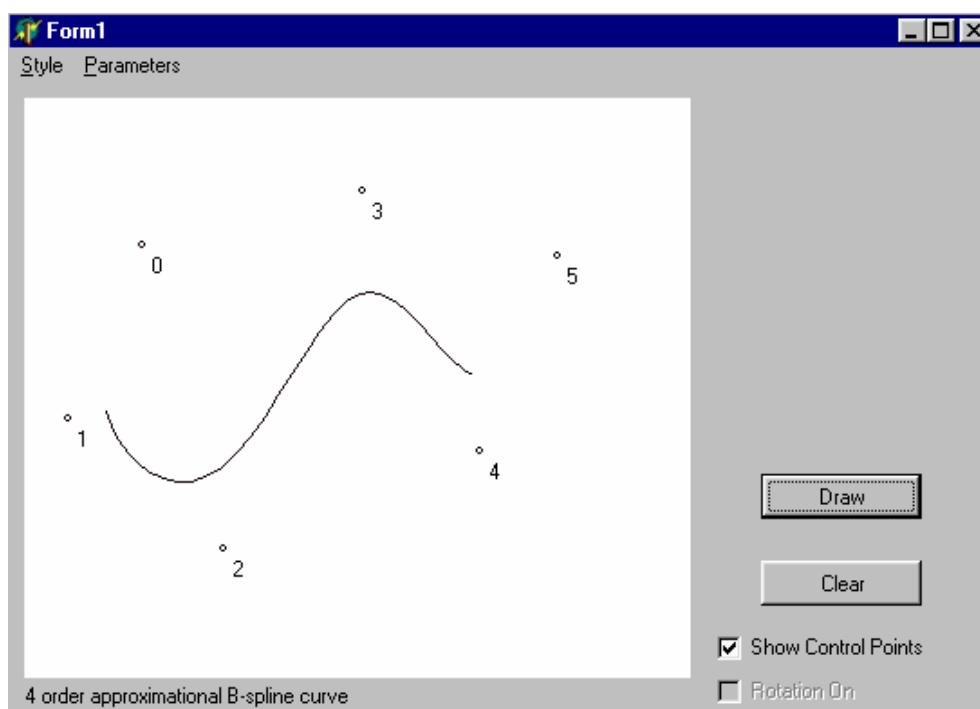 Form1
Style Parameters
3
0
5
1
4
2
Draw
Clear
Show Control Points
Rotation On
4 order approximational B-spline curve